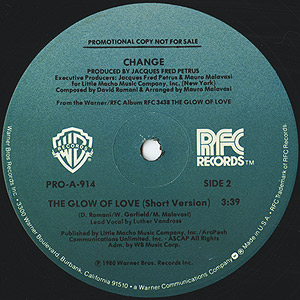 PROMOTIONAL COPY NOT FOR SALE
CHANGE
PRODUCED BY JACQUES FRED PETRUS
Executive Producers: Jacques Fred Petrus & Mauro Malavasi
for Little Macho Music Company, Inc. (New York)
Composed by David Romani & Arranged by Mauro Malavasi
From the Warner/RFC Album RFC 3438 THE GLOW OF LOVE
WB
RECORDS
RFC
RECORDS™
PRO-A-914
SIDE 2
THE GLOW OF LOVE (Short Version) 3:39
(D. Romani/W. Garfield/M. Malavasi)
Lead Vocal by Luther Vandross
Published by Little Macho Music Company, Inc./AraPesh
Communications Unlimited, Inc. - ASCAP All Rights
Adm. by WB Music Corp.
℗ 1980 Warner Bros. Records Inc.
Warner Bros. Records Inc., 3300 Warner Boulevard, Burbank, California 91510 • a Warner Communications Company
Made in U.S.A. • RFC Trademark of RFC Records